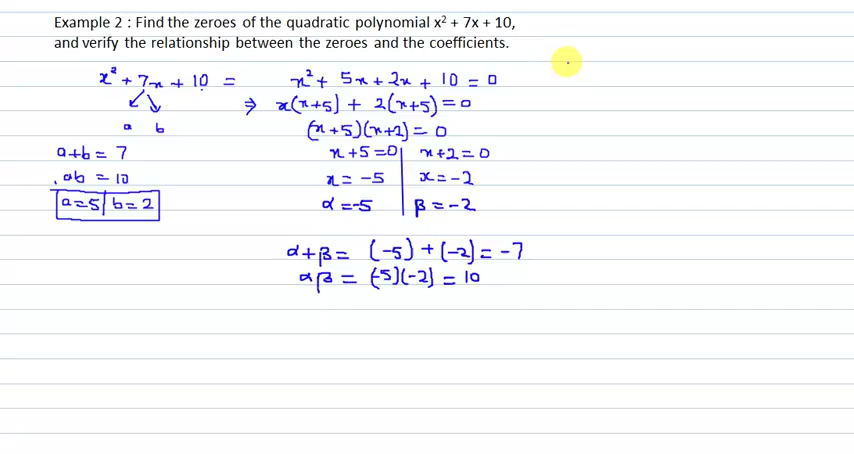 Example 2 : Find the zeroes of the quadratic polynomial x² + 7x + 10,
and verify the relationship between the zeroes and the coefficients.
x² + 7x + 10 =
a b
a+b = 7
ab = 10
a=5 | b=2
x² + 5x + 2x + 10 = 0
⇒ x(x+5) + 2(x+5) = 0
(x+5)(x+2) = 0
x+5=0 | x+2=0
x = -5 | x = -2
α = -5 | β = -2
α+β = (-5) + (-2) = -7
αβ = (-5)(-2) = 10